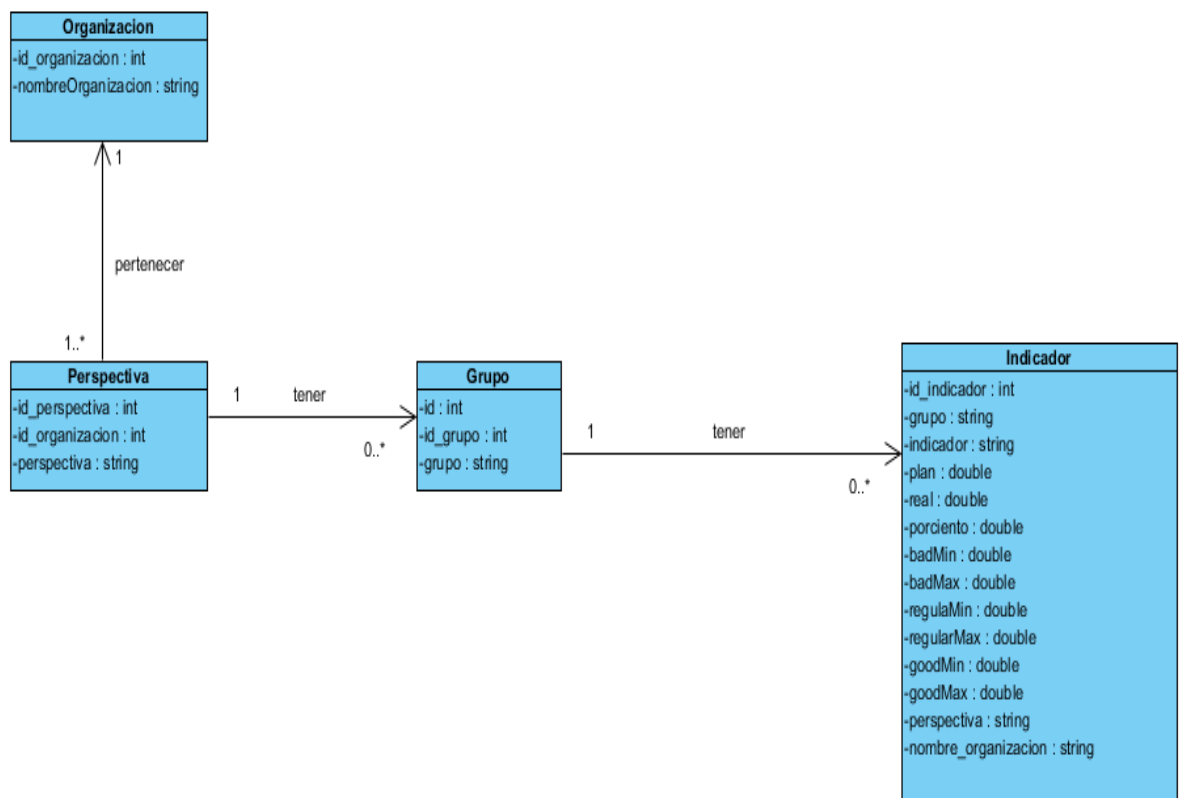 Organizacion
-id_organizacion : int
-nombreOrganizacion : string
1
pertenecer
1..*
Perspectiva
-id_perspectiva : int
-id_organizacion : int
-perspectiva : string
1
tener
0..*
Grupo
-id : int
-id_grupo : int
-grupo : string
1
tener
0..*
Indicador
-id_indicador : int
-grupo : string
-indicador : string
-plan : double
-real : double
-porciento : double
-badMin : double
-badMax : double
-regulaMin : double
-regularMax : double
-goodMin : double
-goodMax : double
-perspectiva : string
-nombre_organizacion : string